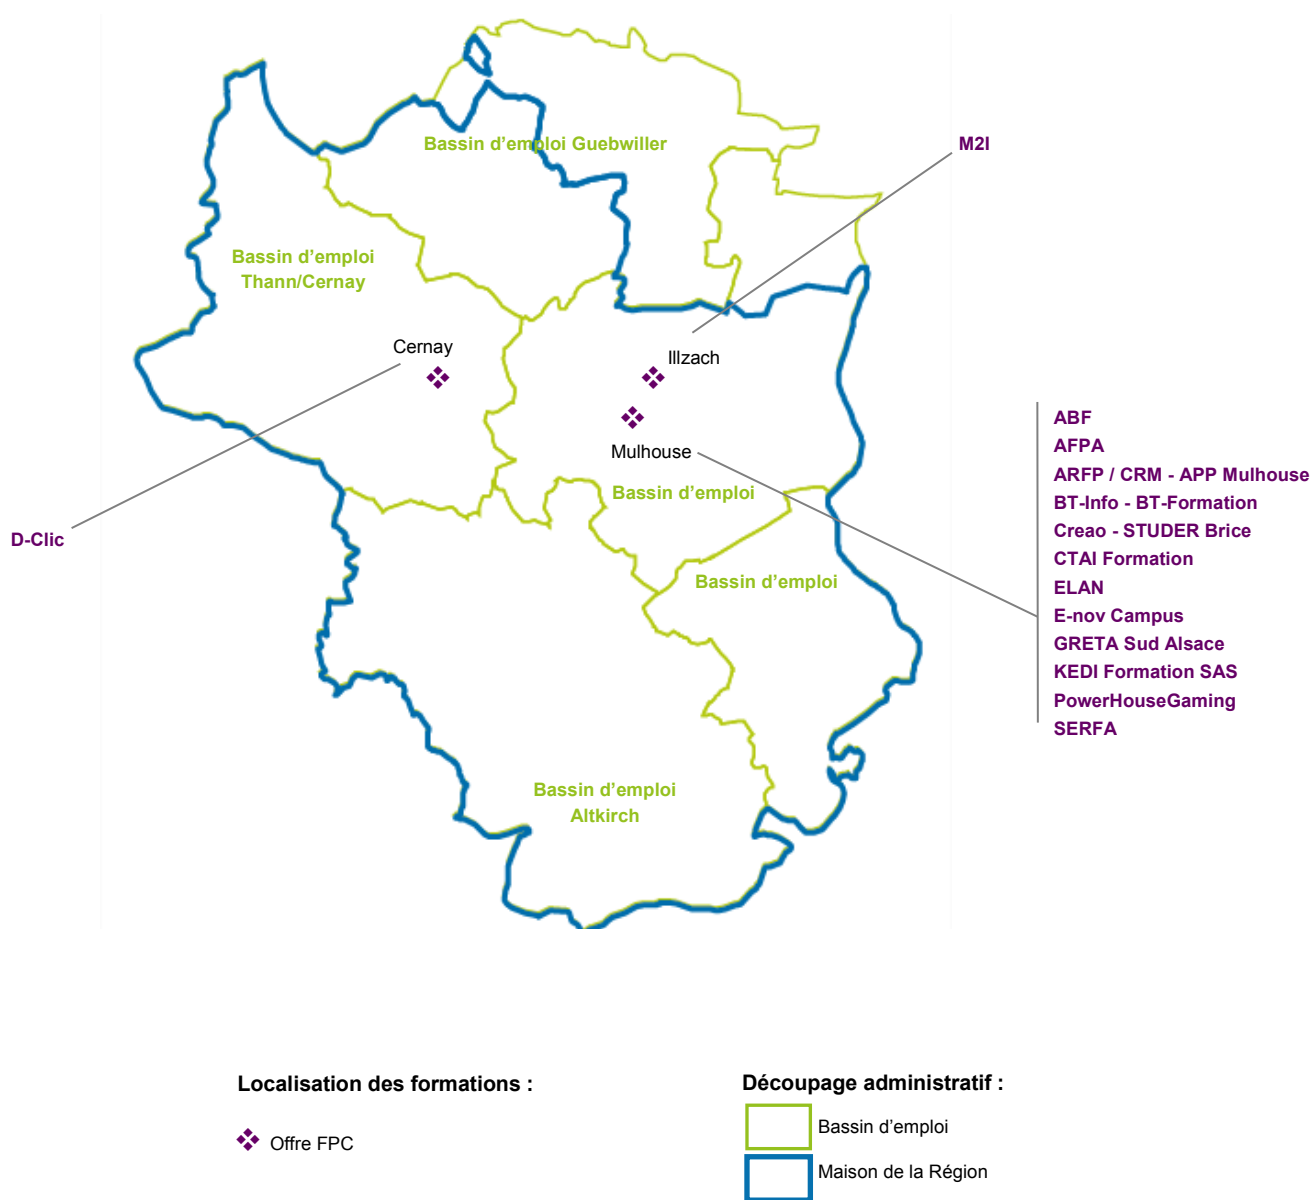 Bassin d'emploi Guebwiller
M2I
Bassin d'emploi
Thann/Cernay
Cernay
Illzach
Mulhouse
D-Clic
ABF
AFPA
ARFP / CRM - APP Mulhouse
BT-Info - BT-Formation
Creao - STUDER Brice
CTAI Formation
ELAN
E-nov Campus
GRETA Sud Alsace
KEDI Formation SAS
PowerHouseGaming
SERFA
Bassin d'emploi
Bassin d'emploi
Bassin d'emploi
Altkirch
Localisation des formations :
Offre FPC
Découpage administratif :
Bassin d'emploi
Maison de la Région